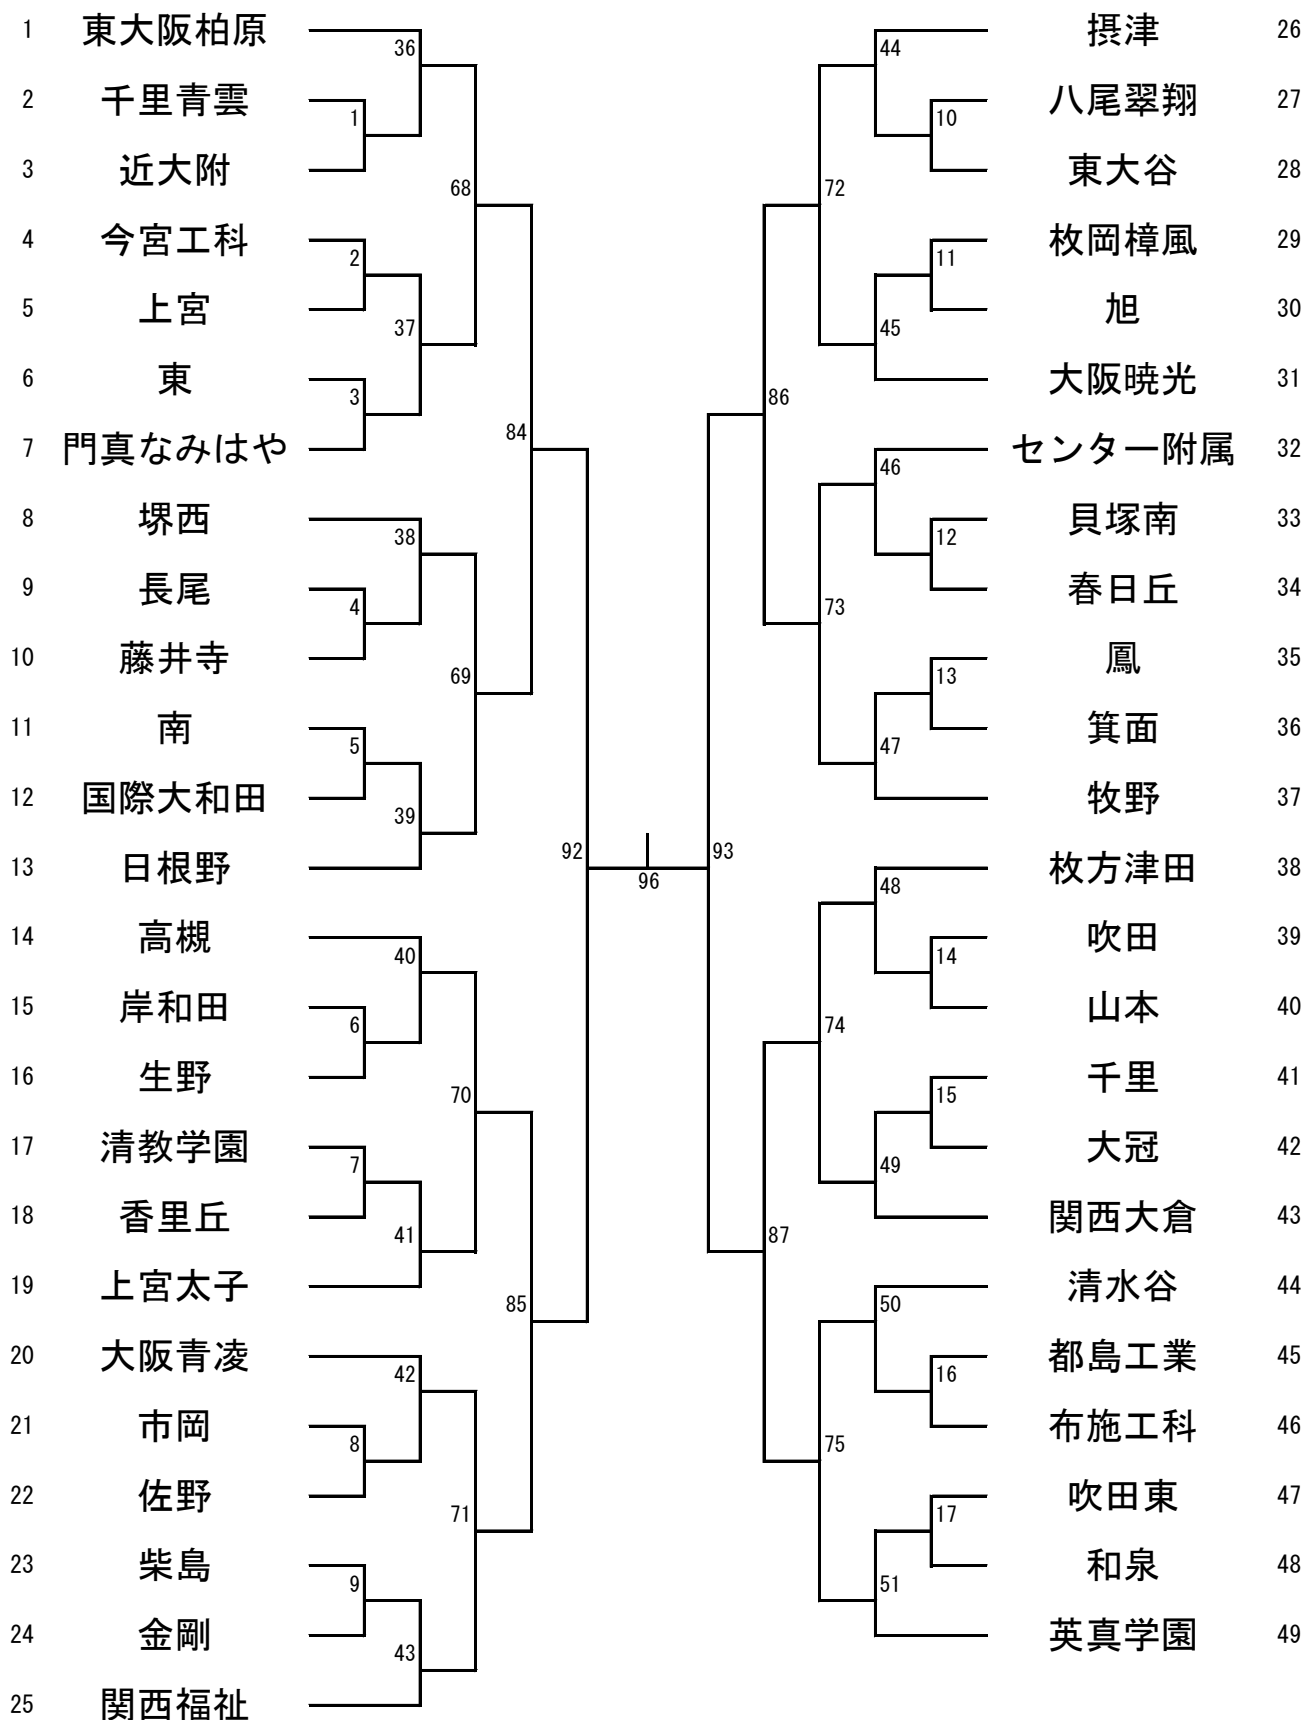 1 東大阪柏原
36
2 千里青雲
1
3 近大附
68
4 今宮工科
2
5 上宮
37
6 東
3
7 門真なみはや
84
8 堺西
38
9 長尾
4
10 藤井寺
69
11 南
5
12 国際大和田
39
13 日根野
92
14 高槻
40
15 岸和田
6
16 生野
70
17 清教学園
7
18 香里丘
41
19 上宮太子
85
20 大阪青凌
42
21 市岡
8
22 佐野
71
23 柴島
9
24 金剛
43
25 関西福祉
96
摂津 26
44
八尾翠翔 27
10
東大谷 28
72
枚岡樟風 29
11
旭 30
45
大阪暁光 31
86
センター附属 32
46
貝塚南 33
12
春日丘 34
73
鳳 35
13
箕面 36
47
牧野 37
93
枚方津田 38
48
吹田 39
14
山本 40
74
千里 41
15
大冠 42
49
関西大倉 43
87
清水谷 44
50
都島工業 45
16
布施工科 46
75
吹田東 47
17
和泉 48
51
英真学園 49